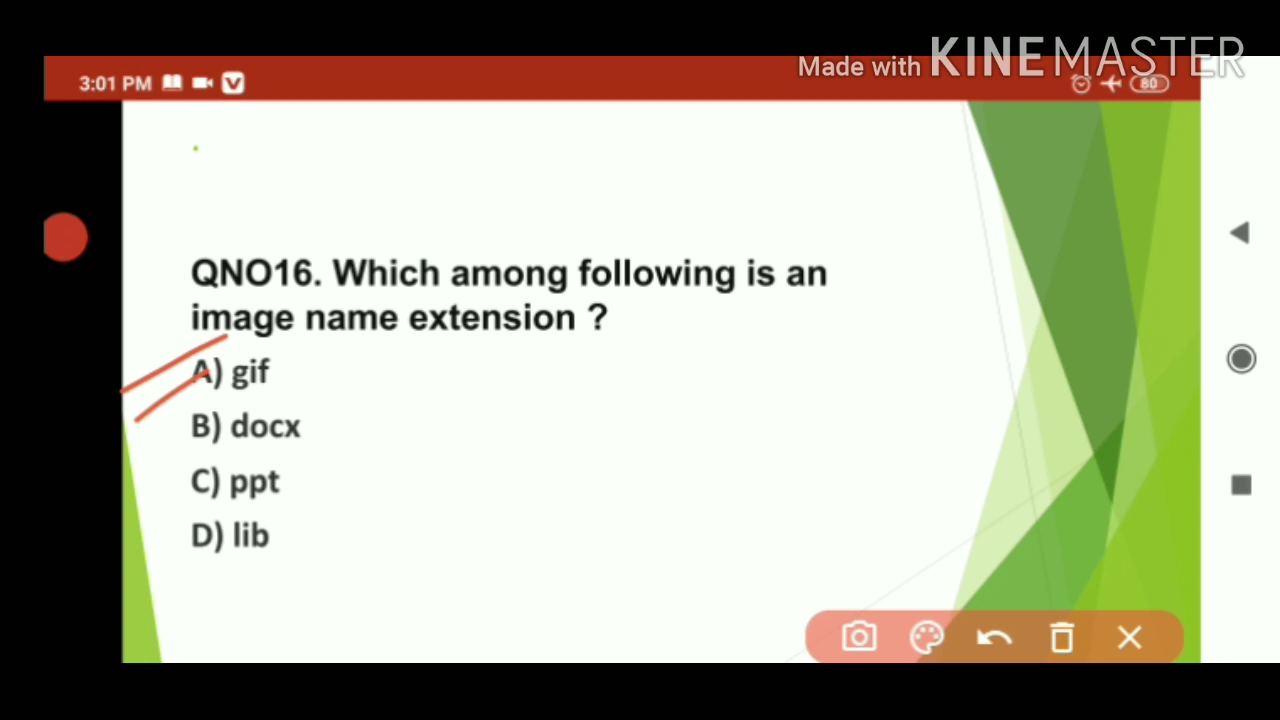 Made with KINEMASTER
3:01 PM
80
QNO16. Which among following is an
image name extension ?
A) gif
B) docx
C) ppt
D) lib